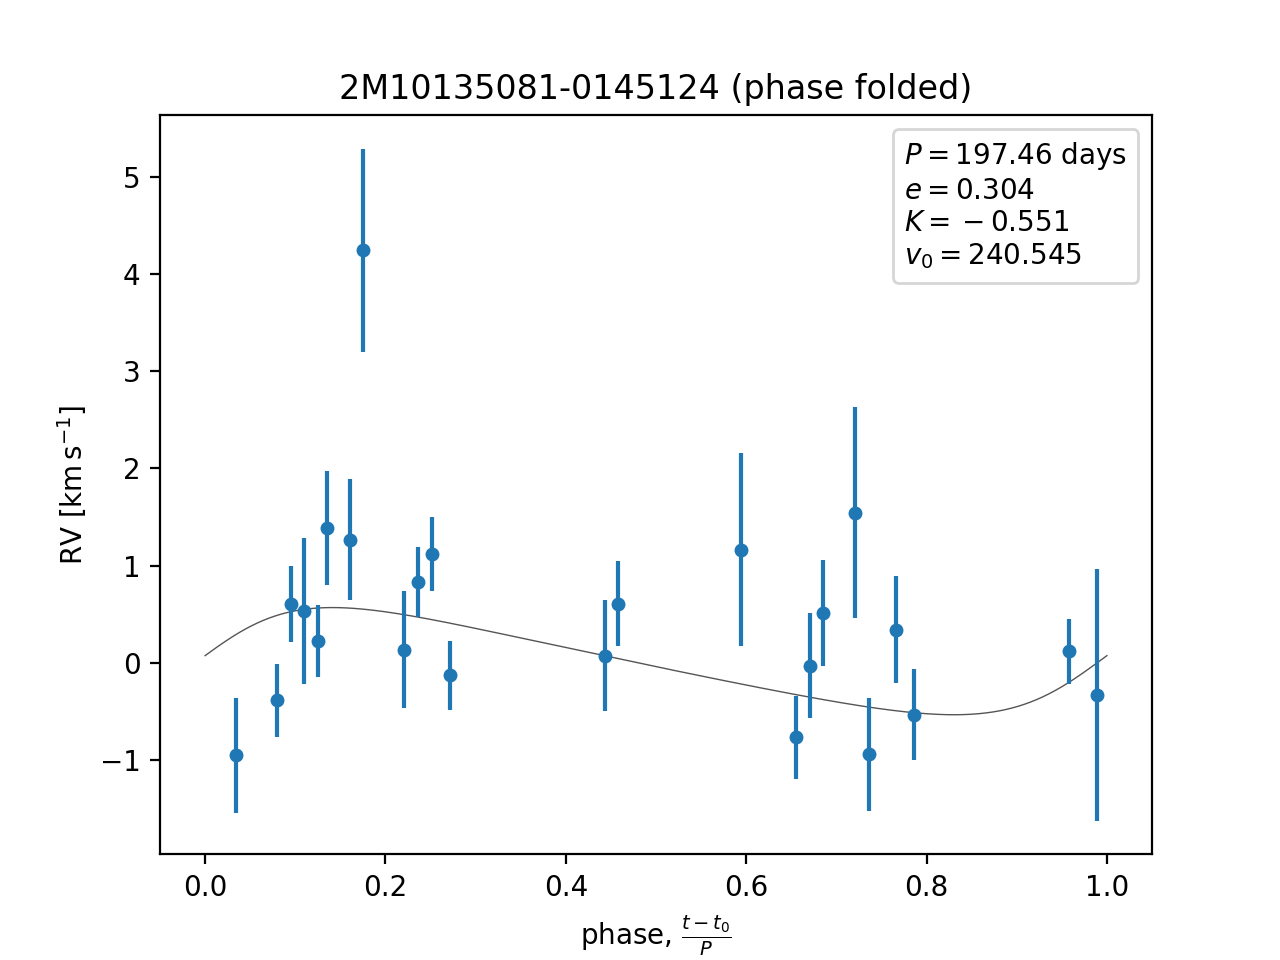 2M10135081-0145124 (phase folded)
P = 197.46 days
e = 0.304
K = −0.551
v₀ = 240.545
5
4
3
2
1
0
−1
RV [km s⁻¹]
0.0 0.2 0.4 0.6 0.8 1.0
phase, (t − t₀)/P